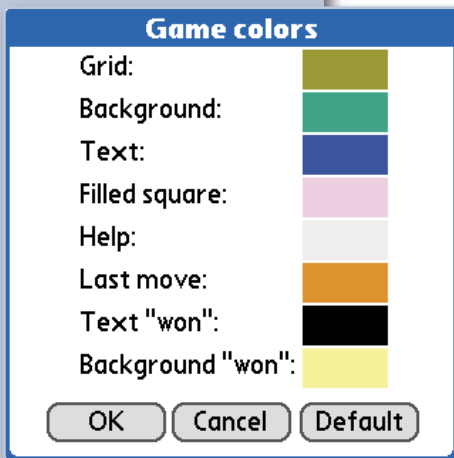 Game colors
Grid:
Background:
Text:
Filled square:
Help:
Last move:
Text "won":
Background "won":
OK Cancel Default